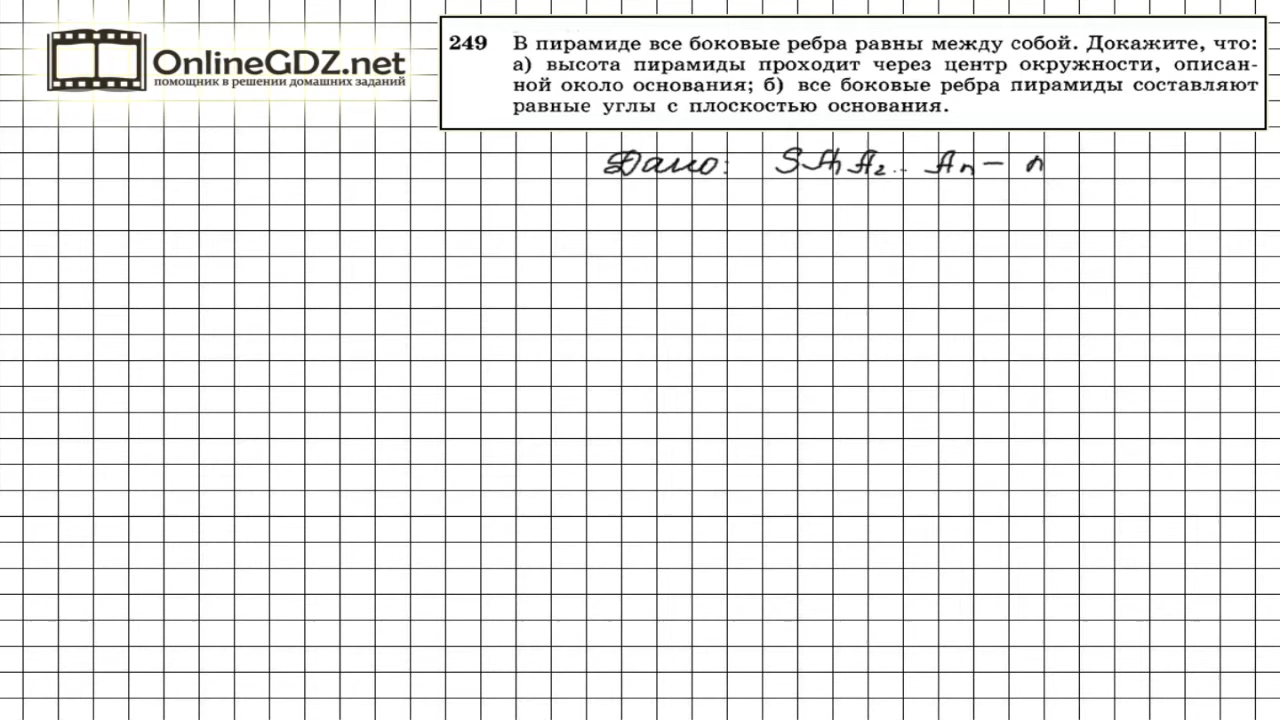 OnlineGDZ.net
помощник в решении домашних заданий
249 В пирамиде все боковые ребра равны между собой. Докажите, что:
а) высота пирамиды проходит через центр окружности, описан-
ной около основания; б) все боковые ребра пирамиды составляют
равные углы с плоскостью основания.
Дано: SA₁A₂... Aₙ – п